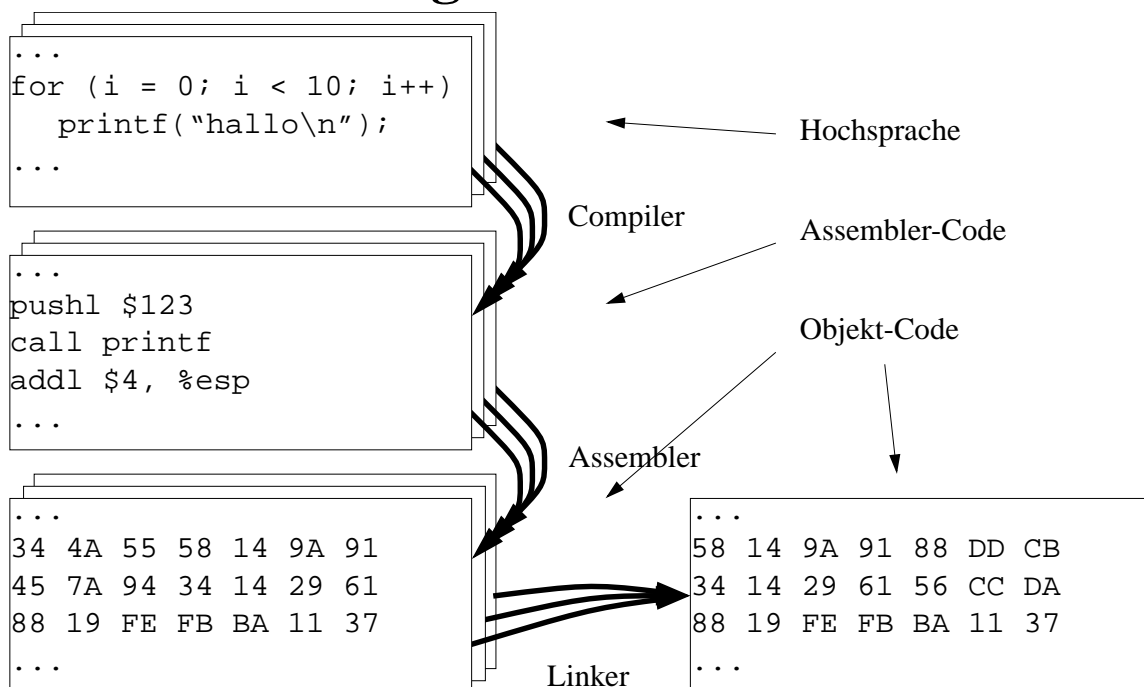 ...
for (i = 0; i < 10; i++)
printf("hallo\n");
...
Hochsprache
Compiler
Assembler-Code
...
pushl $123
call printf
addl $4, %esp
...
Objekt-Code
Assembler
...
34 4A 55 58 14 9A 91
45 7A 94 34 14 29 61
88 19 FE FB BA 11 37
...
...
58 14 9A 91 88 DD CB
34 14 29 61 56 CC DA
88 19 FE FB BA 11 37
...
Linker